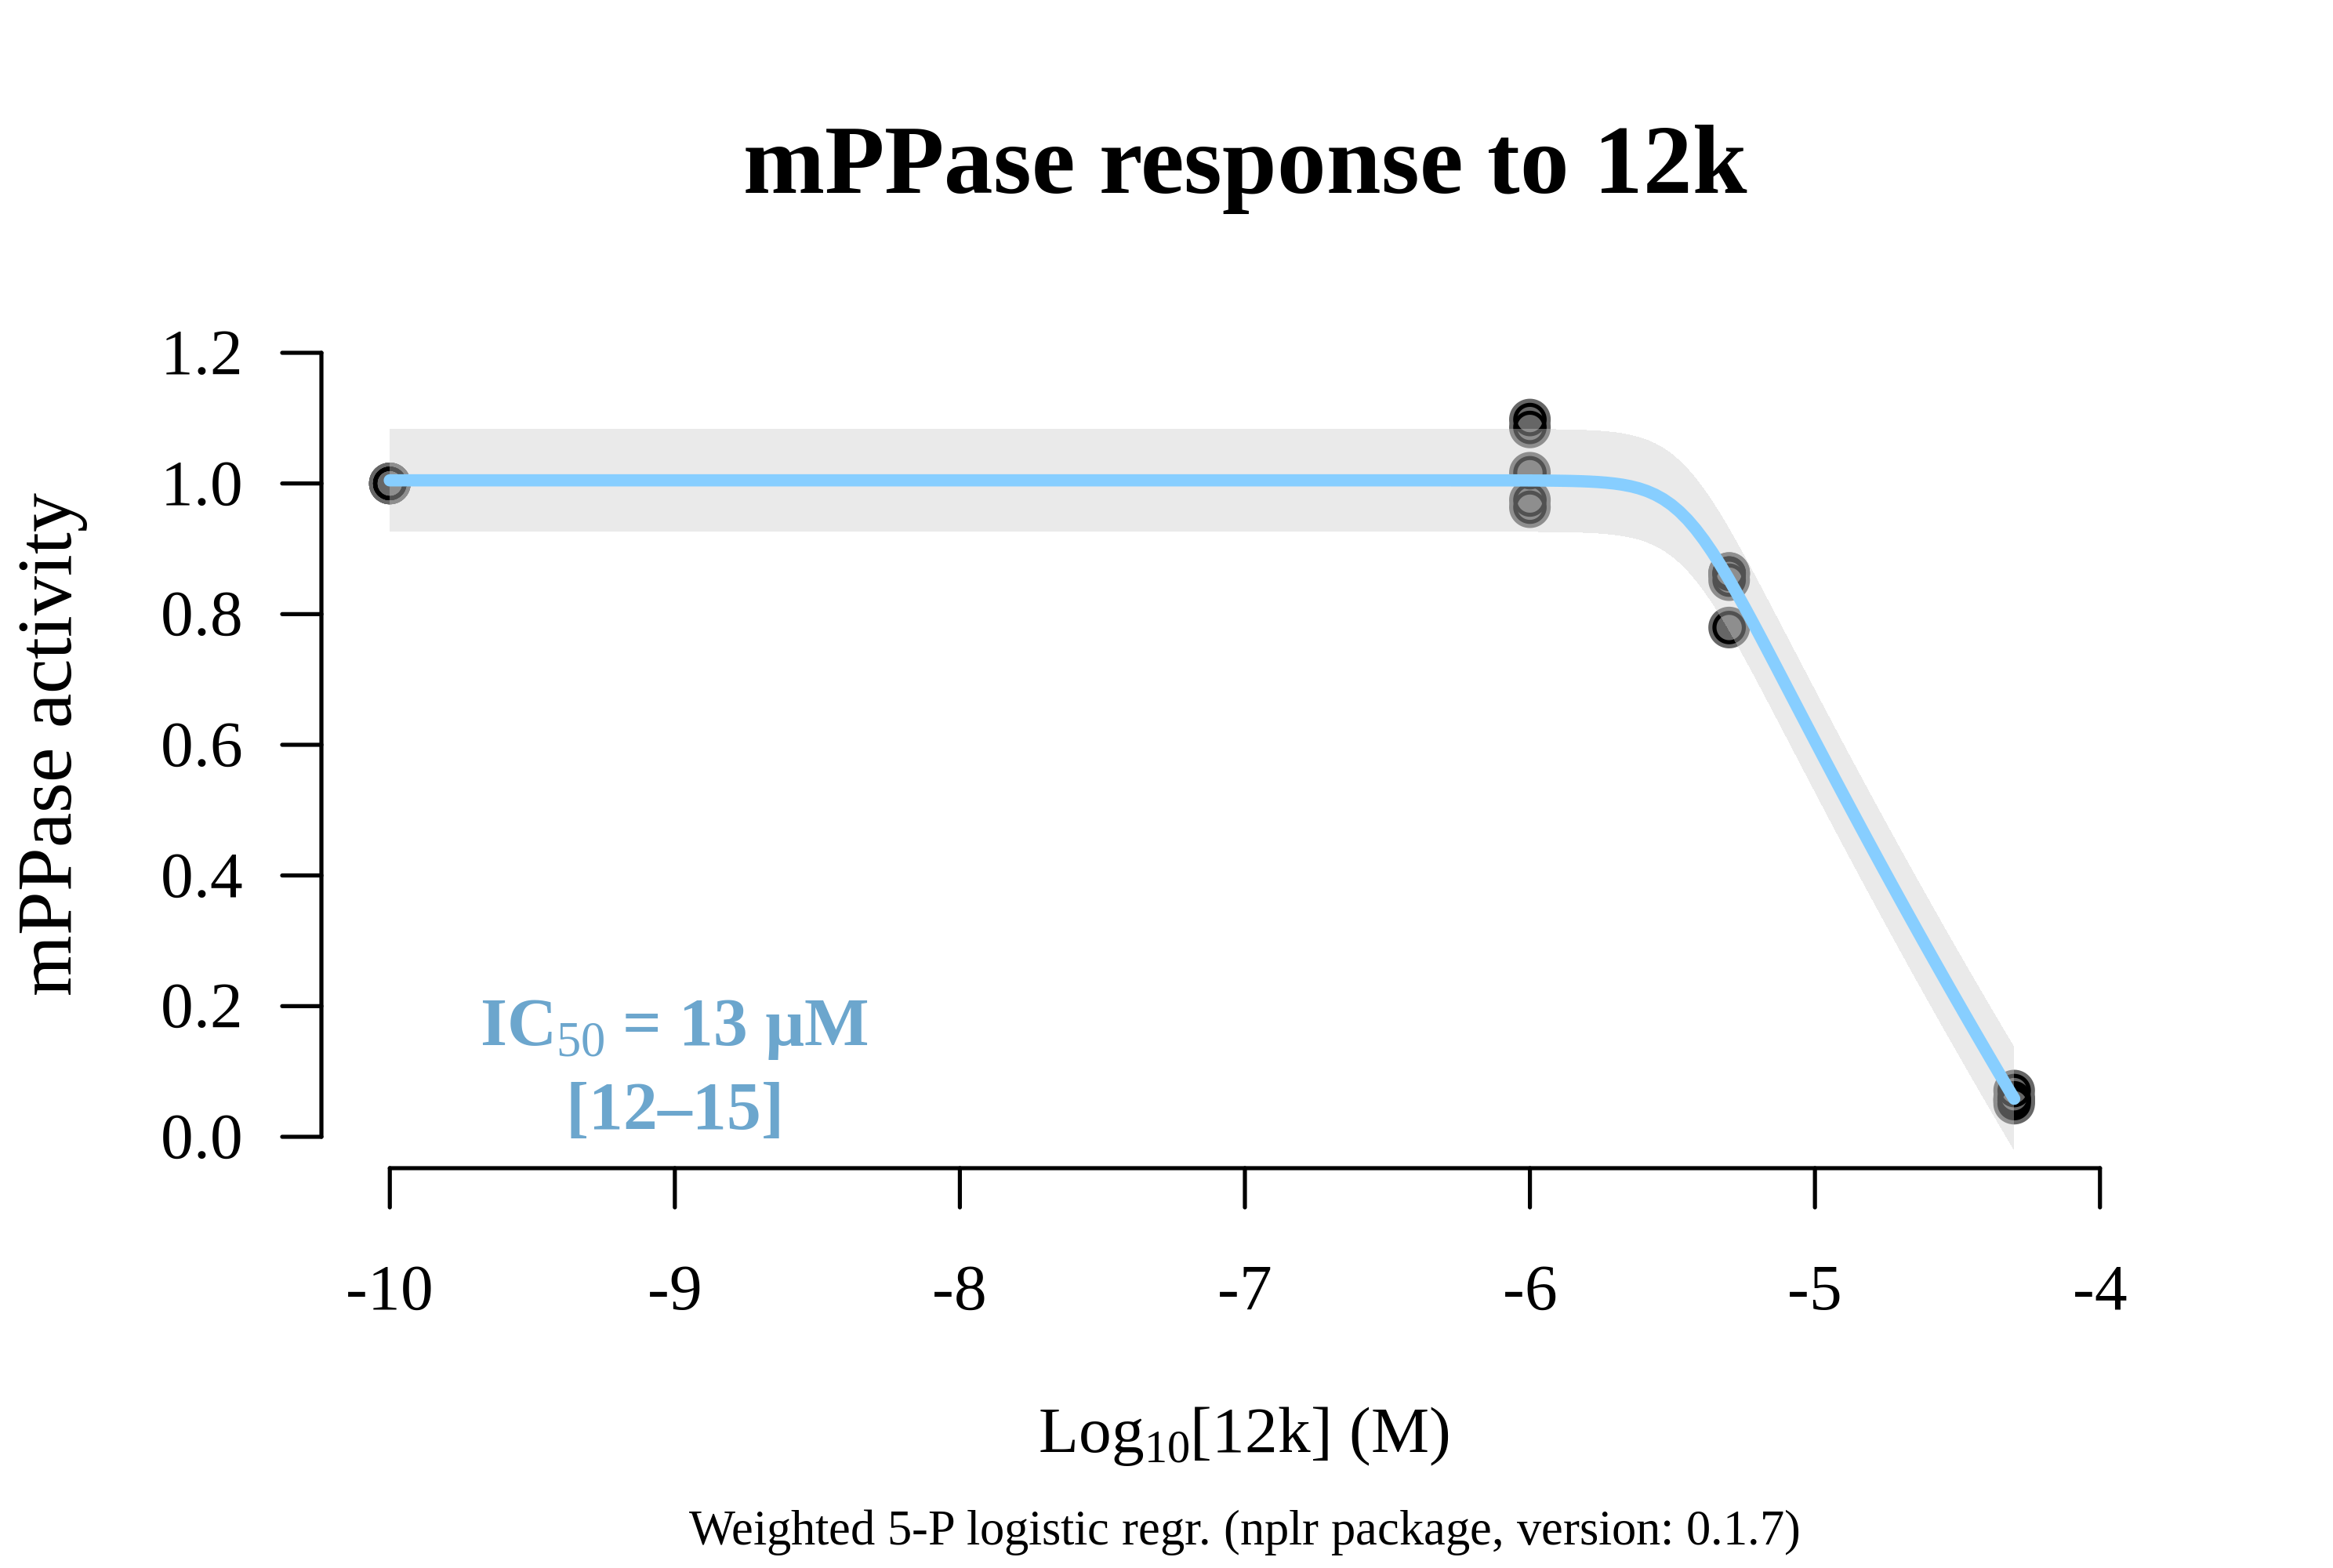 mPPase response to 12k
mPPase activity
1.2
1.0
0.8
0.6
0.4
0.2
0.0
IC50 = 13 µM
[12–15]
-10 -9 -8 -7 -6 -5 -4
Log10[12k] (M)
Weighted 5-P logistic regr. (nplr package, version: 0.1.7)